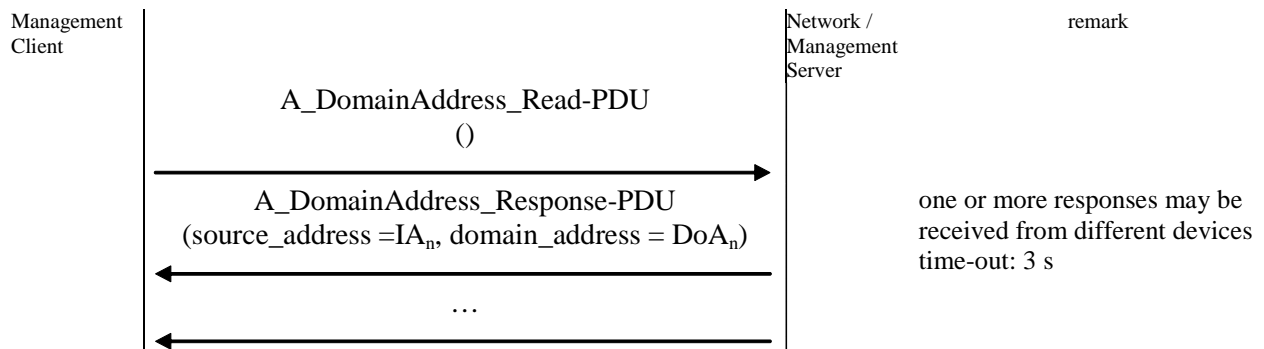 Management
Client
Network /
Management
Server
remark
A_DomainAddress_Read-PDU
()
A_DomainAddress_Response-PDU
(source_address =IAn, domain_address = DoAn)
one or more responses may be
received from different devices
time-out: 3 s
…